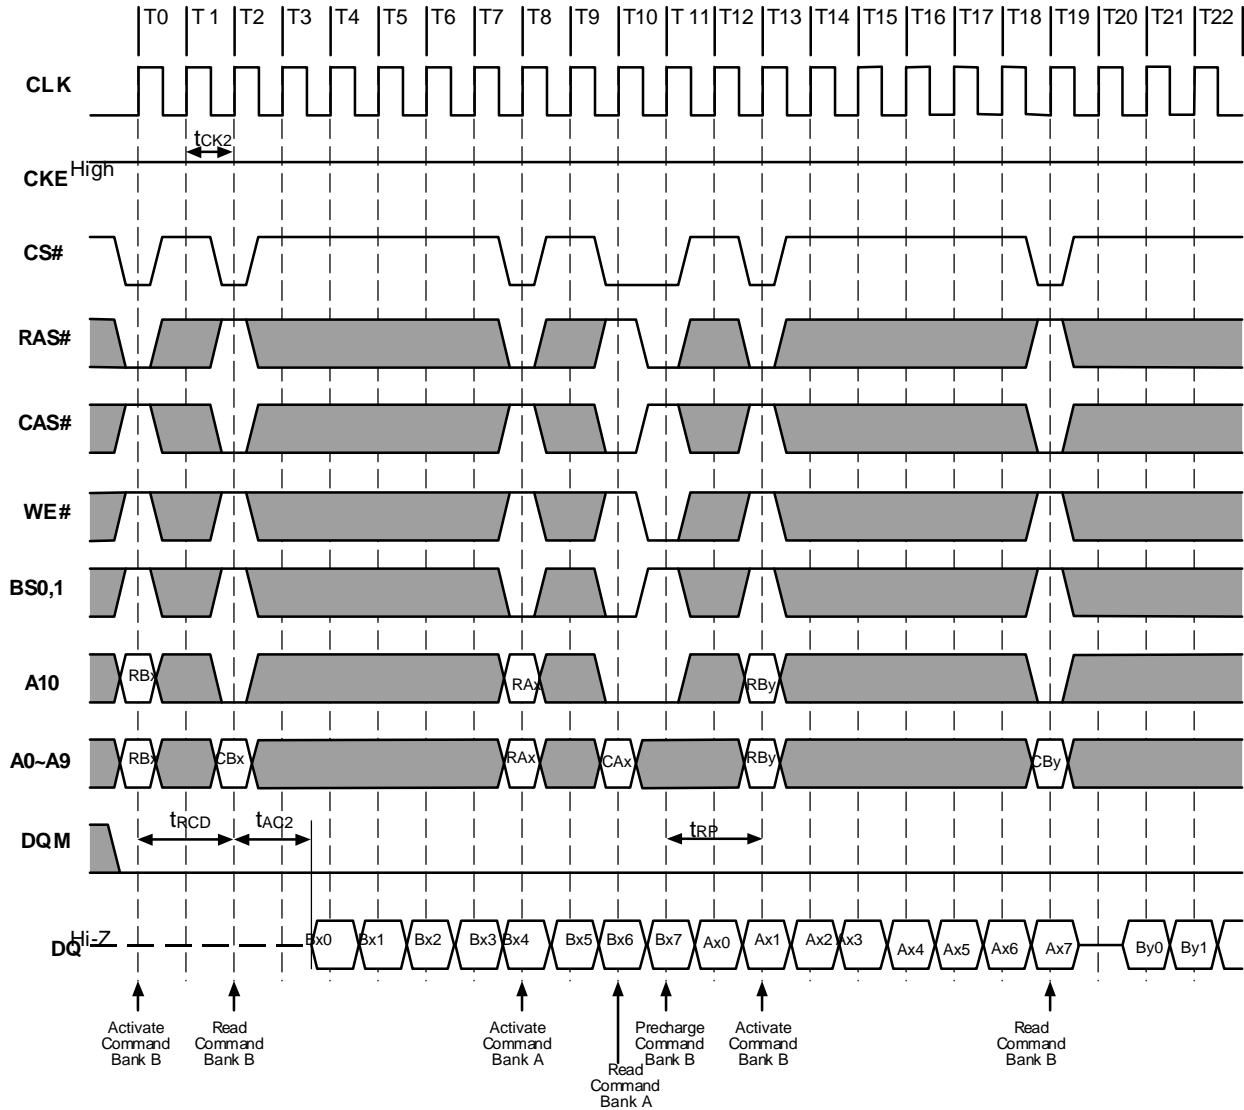 T0 T 1 T2 T3 T4 T5 T6 T7 T8 T9 T10 T 11 T12 T13 T14 T15 T16 T17 T18 T19 T20 T21 T22
CLK
tCK2
CKE High
CS#
RAS#
CAS#
WE#
BS0,1
A10 RBx RAx RBy
A0~A9 RBx CBx RAx CAx RBy CBy
DQM tRCD tAC2 tRP
DQ Hi-Z Bx0 Bx1 Bx2 Bx3 Bx4 Bx5 Bx6 Bx7 Ax0 Ax1 Ax2 Ax3 Ax4 Ax5 Ax6 Ax7 By0 By1
Activate
Command
Bank B
Read
Command
Bank B
Activate
Command
Bank A
Read
Command
Bank A
Precharge
Command
Bank B
Activate
Command
Bank B
Read
Command
Bank B